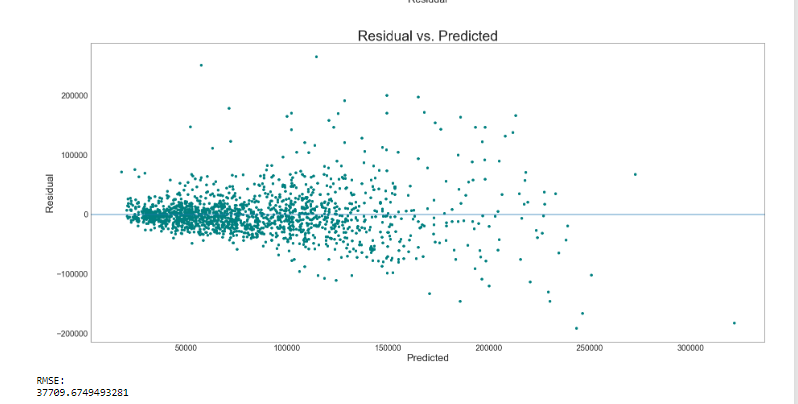 Residual
Residual vs. Predicted
200000
100000
0
−100000
−200000
Residual
50000
100000
150000
200000
250000
300000
Predicted
RMSE:
37709.6749493281